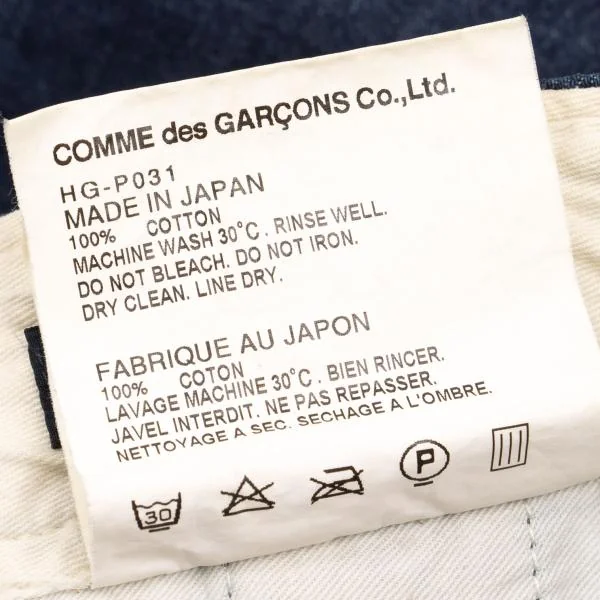 COMME des GARÇONS Co.,Ltd.
HG-P031
MADE IN JAPAN
100% COTTON
MACHINE WASH 30°C. RINSE WELL.
DO NOT BLEACH. DO NOT IRON.
DRY CLEAN. LINE DRY.
FABRIQUE AU JAPON
100% COTON
LAVAGE MACHINE 30°C. BIEN RINCER.
JAVEL INTERDIT. NE PAS REPASSER.
NETTOYAGE A SEC. SECHAGE A L'OMBRE.
30 P